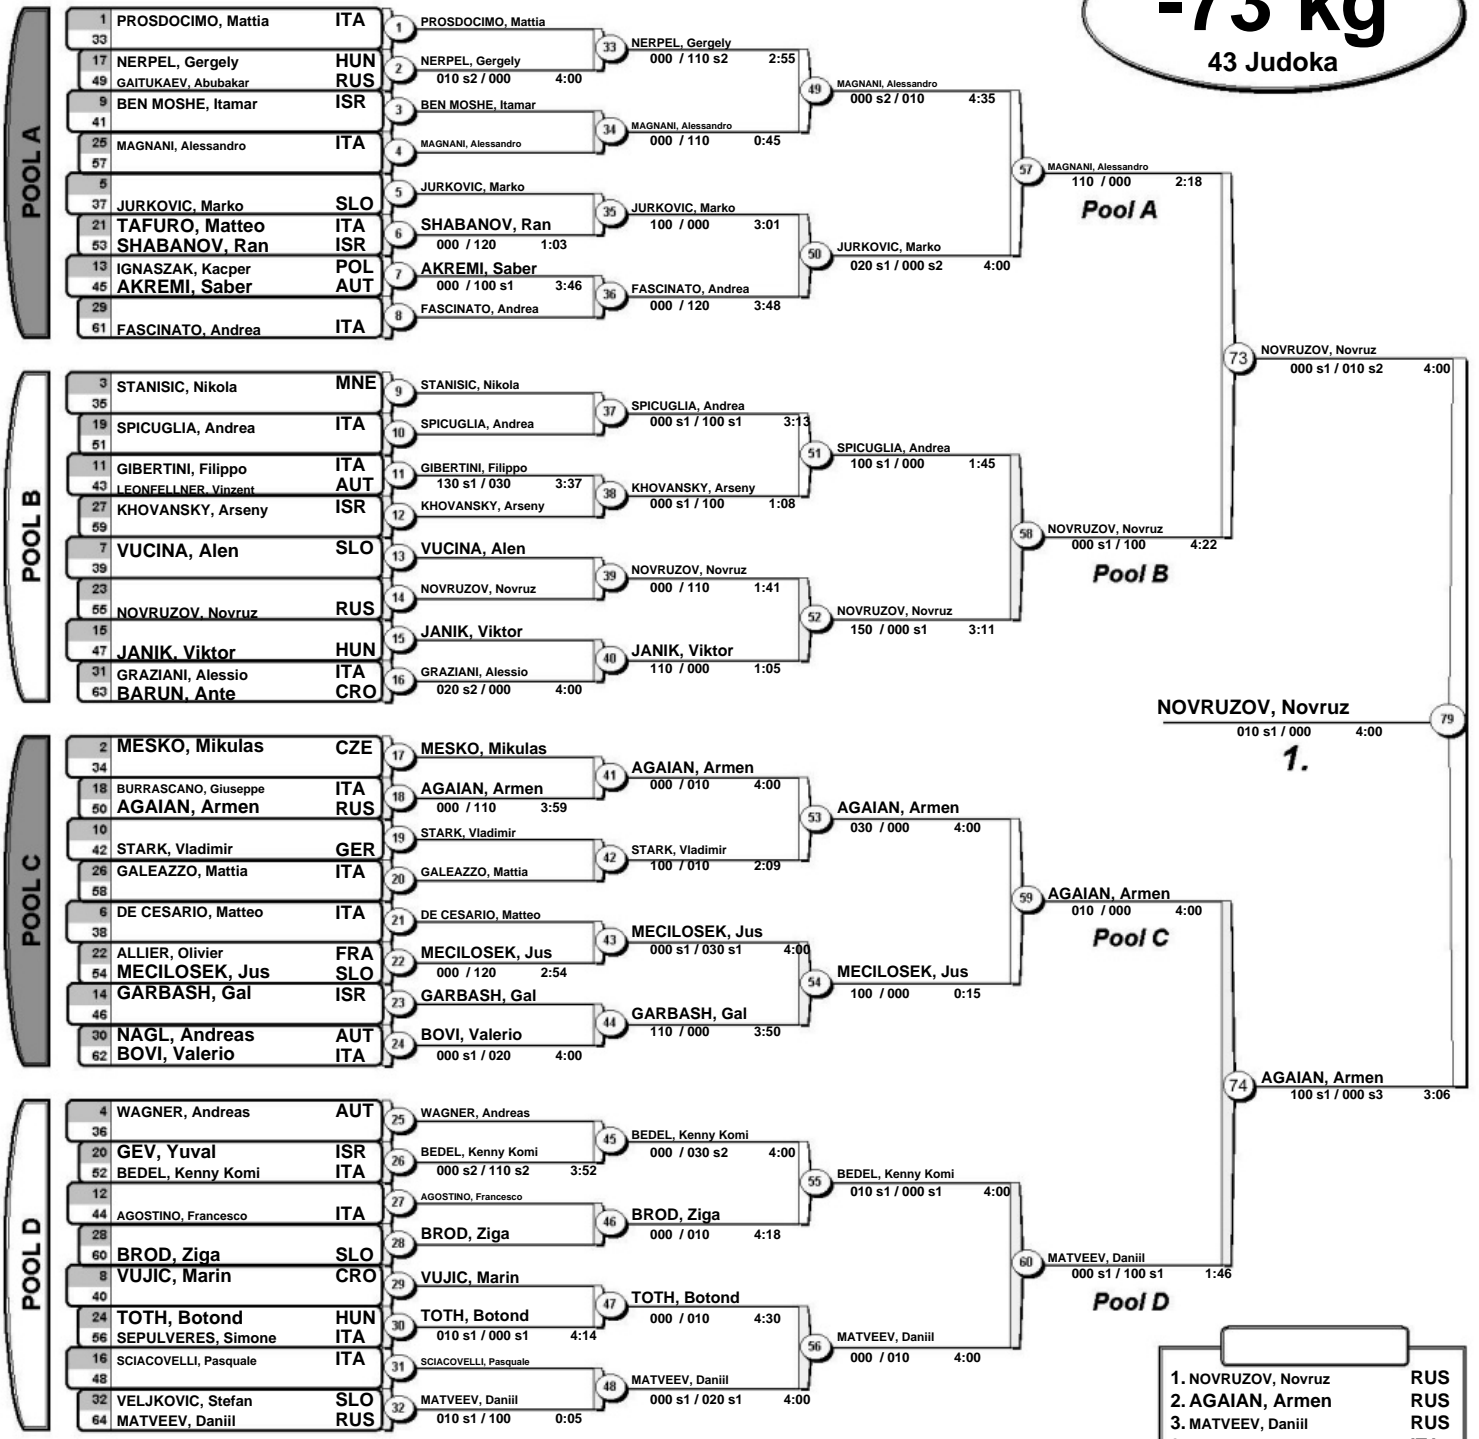 -73 kg
43 Judoka
POOL A
1 PROSDOCIMO, Mattia ITA
33
17 NERPEL, Gergely HUN
49 GAITUKAEV, Abubakar RUS
9 BEN MOSHE, Itamar ISR
41
25 MAGNANI, Alessandro ITA
57
5
37 JURKOVIC, Marko SLO
21 TAFURO, Matteo ITA
53 SHABANOV, Ran ISR
13 IGNASZAK, Kacper POL
45 AKREMI, Saber AUT
29
61 FASCINATO, Andrea ITA
1 PROSDOCIMO, Mattia
2 NERPEL, Gergely
010 s2 / 000 4:00
3 BEN MOSHE, Itamar
4 MAGNANI, Alessandro
5 JURKOVIC, Marko
6 SHABANOV, Ran
000 / 120 1:03
7 AKREMI, Saber
000 / 100 s1 3:46
8 FASCINATO, Andrea
33 NERPEL, Gergely
000 / 110 s2 2:55
34 MAGNANI, Alessandro
000 / 110 0:45
35 JURKOVIC, Marko
100 / 000 3:01
36 FASCINATO, Andrea
000 / 120 3:48
49 MAGNANI, Alessandro
000 s2 / 010 4:35
50 JURKOVIC, Marko
020 s1 / 000 s2 4:00
57 MAGNANI, Alessandro
110 / 000 2:18
Pool A
POOL B
3 STANISIC, Nikola MNE
35
19 SPICUGLIA, Andrea ITA
51
11 GIBERTINI, Filippo ITA
43 LEONFELLNER, Vinzent AUT
27 KHOVANSKY, Arseny ISR
59
7 VUCINA, Alen SLO
39
23
55 NOVRUZOV, Novruz RUS
15
47 JANIK, Viktor HUN
31 GRAZIANI, Alessio ITA
63 BARUN, Ante CRO
9 STANISIC, Nikola
10 SPICUGLIA, Andrea
11 GIBERTINI, Filippo
130 s1 / 030 3:37
12 KHOVANSKY, Arseny
13 VUCINA, Alen
14 NOVRUZOV, Novruz
15 JANIK, Viktor
16 GRAZIANI, Alessio
020 s2 / 000 4:00
37 SPICUGLIA, Andrea
000 s1 / 100 s1 3:13
38 KHOVANSKY, Arseny
000 s1 / 100 1:08
39 NOVRUZOV, Novruz
000 / 110 1:41
40 JANIK, Viktor
110 / 000 1:05
51 SPICUGLIA, Andrea
100 s1 / 000 1:45
52 NOVRUZOV, Novruz
150 / 000 s1 3:11
58 NOVRUZOV, Novruz
000 s1 / 100 4:22
Pool B
73 NOVRUZOV, Novruz
000 s1 / 010 s2 4:00
NOVRUZOV, Novruz 79
010 s1 / 000 4:00
1.
POOL C
2 MESKO, Mikulas CZE
34
18 BURRASCANO, Giuseppe ITA
50 AGAIAN, Armen RUS
10
42 STARK, Vladimir GER
26 GALEAZZO, Mattia ITA
58
6 DE CESARIO, Matteo ITA
38
22 ALLIER, Olivier FRA
54 MECILOSEK, Jus SLO
14 GARBASH, Gal ISR
46
30 NAGL, Andreas AUT
62 BOVI, Valerio ITA
17 MESKO, Mikulas
18 AGAIAN, Armen
000 / 110 3:59
19 STARK, Vladimir
20 GALEAZZO, Mattia
21 DE CESARIO, Matteo
22 MECILOSEK, Jus
000 / 120 2:54
23 GARBASH, Gal
24 BOVI, Valerio
000 s1 / 020 4:00
41 AGAIAN, Armen
000 / 010 4:00
42 STARK, Vladimir
100 / 010 2:09
43 MECILOSEK, Jus
000 s1 / 030 s1 4:00
44 GARBASH, Gal
110 / 000 3:50
53 AGAIAN, Armen
030 / 000 4:00
54 MECILOSEK, Jus
100 / 000 0:15
59 AGAIAN, Armen
010 / 000 4:00
Pool C
74 AGAIAN, Armen
100 s1 / 000 s3 3:06
POOL D
4 WAGNER, Andreas AUT
36
20 GEV, Yuval ISR
52 BEDEL, Kenny Komi ITA
12
44 AGOSTINO, Francesco ITA
28
60 BROD, Ziga SLO
8 VUJIC, Marin CRO
40
24 TOTH, Botond HUN
56 SEPULVERES, Simone ITA
16 SCIACOVELLI, Pasquale ITA
48
32 VELJKOVIC, Stefan SLO
64 MATVEEV, Daniil RUS
25 WAGNER, Andreas
26 BEDEL, Kenny Komi
000 s2 / 110 s2 3:52
27 AGOSTINO, Francesco
28 BROD, Ziga
29 VUJIC, Marin
30 TOTH, Botond
010 s1 / 000 s1 4:14
31 SCIACOVELLI, Pasquale
32 MATVEEV, Daniil
010 s1 / 100 0:05
45 BEDEL, Kenny Komi
000 / 030 s2 4:00
46 BROD, Ziga
000 / 010 4:18
47 TOTH, Botond
000 / 010 4:30
48 MATVEEV, Daniil
000 s1 / 020 s1 4:00
55 BEDEL, Kenny Komi
010 s1 / 000 s1 4:00
56 MATVEEV, Daniil
000 / 010 4:00
60 MATVEEV, Daniil
000 s1 / 100 s1 1:46
Pool D
1. NOVRUZOV, Novruz RUS
2. AGAIAN, Armen RUS
3. MATVEEV, Daniil RUS